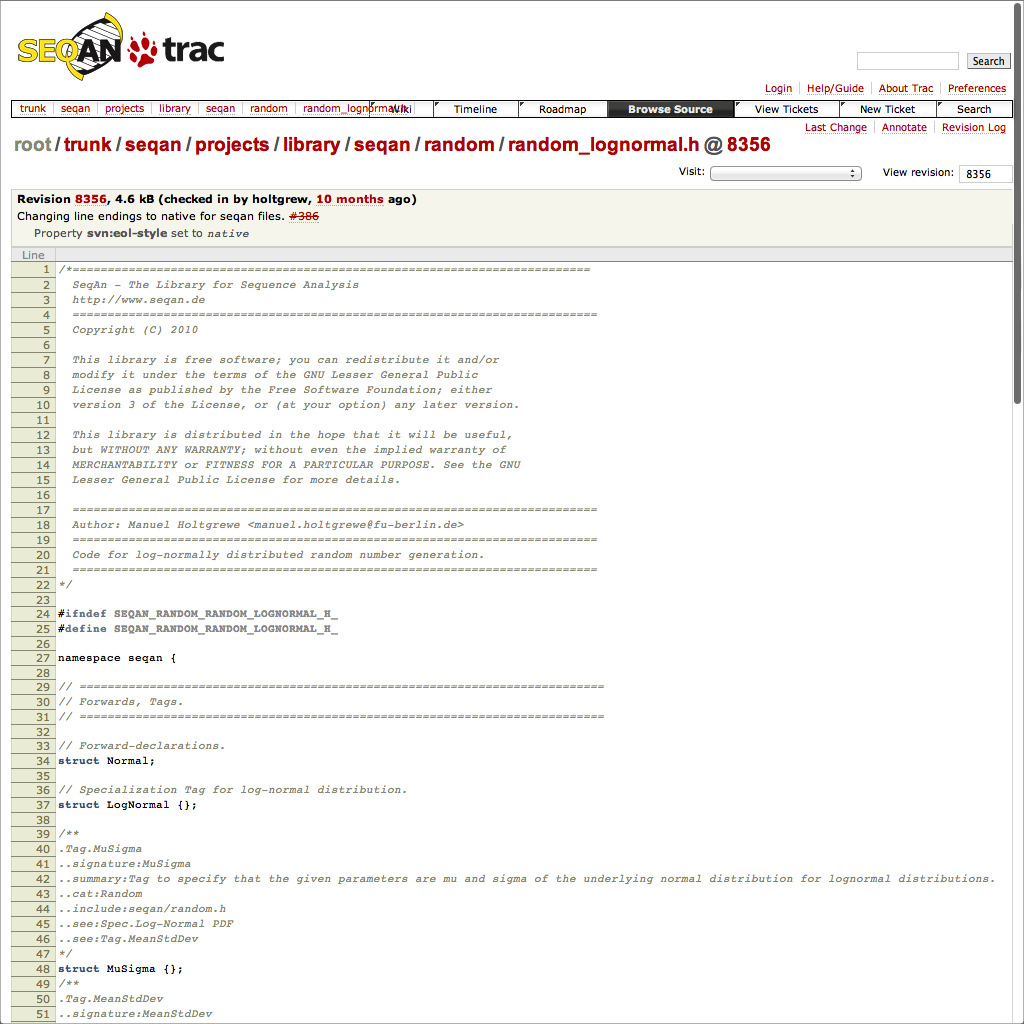 SEQAN trac
Search
Login Help/Guide About Trac Preferences
trunk seqan projects library seqan random random_lognormal.h Wiki Timeline Roadmap Browse Source View Tickets New Ticket Search
Last Change Annotate Revision Log
root/trunk/seqan/projects/library/seqan/random/random_lognormal.h @ 8356
Visit: View revision: 8356
Revision 8356, 4.6 kB (checked in by holtgrew, 10 months ago)
Changing line endings to native for seqan files. #386
Property svn:eol-style set to native
Line
1 /*==========================================================================
2 SeqAn - The Library for Sequence Analysis
3 http://www.seqan.de
4 ===========================================================================
5 Copyright (C) 2010
6
7 This library is free software; you can redistribute it and/or
8 modify it under the terms of the GNU Lesser General Public
9 License as published by the Free Software Foundation; either
10 version 3 of the License, or (at your option) any later version.
11
12 This library is distributed in the hope that it will be useful,
13 but WITHOUT ANY WARRANTY; without even the implied warranty of
14 MERCHANTABILITY or FITNESS FOR A PARTICULAR PURPOSE. See the GNU
15 Lesser General Public License for more details.
16
17 ===========================================================================
18 Author: Manuel Holtgrewe <manuel.holtgrewe@fu-berlin.de>
19 ===========================================================================
20 Code for log-normally distributed random number generation.
21 ===========================================================================
22 */
23
24 #ifndef SEQAN_RANDOM_RANDOM_LOGNORMAL_H_
25 #define SEQAN_RANDOM_RANDOM_LOGNORMAL_H_
26
27 namespace seqan {
28
29 // ===========================================================================
30 // Forwards, Tags.
31 // ===========================================================================
32
33 // Forward-declarations.
34 struct Normal;
35
36 // Specialization Tag for log-normal distribution.
37 struct LogNormal {};
38
39 /**
40 .Tag.MuSigma
41 ..signature:MuSigma
42 ..summary:Tag to specify that the given parameters are mu and sigma of the underlying normal distribution for lognormal distributions.
43 ..cat:Random
44 ..include:seqan/random.h
45 ..see:Spec.Log-Normal PDF
46 ..see:Tag.MeanStdDev
47 */
48 struct MuSigma {};
49 /**
50 .Tag.MeanStdDev
51 ..signature:MeanStdDev